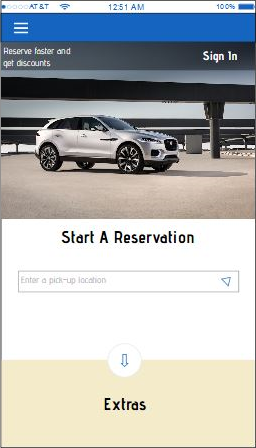 AT&T 12:51 AM 100%
Reserve faster and
get discounts
Sign In
Start A Reservation
Enter a pick-up location
Extras